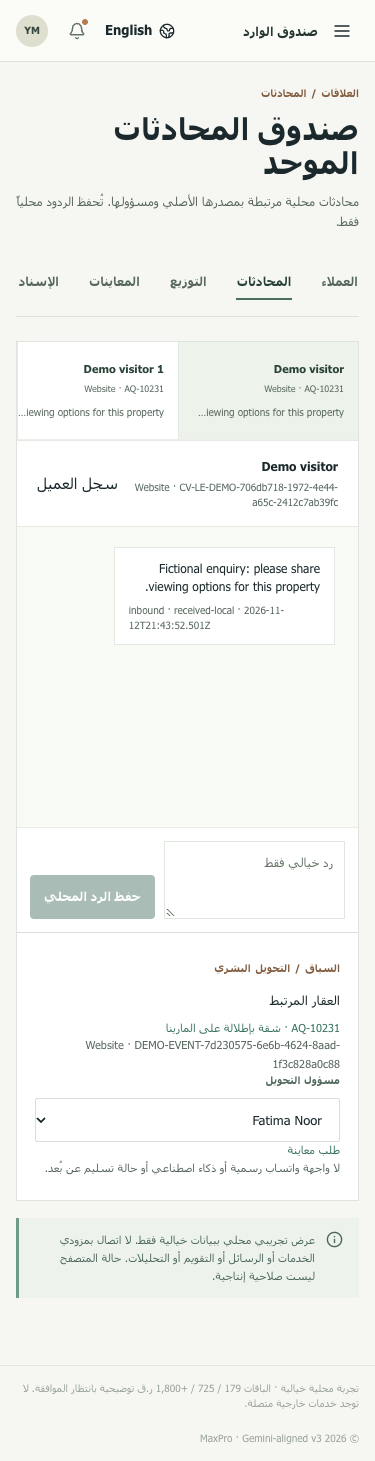 صندوق الوارد
English
YM
العلاقات / المحادثات
صندوق المحادثات
الموحد
محادثات محلية مرتبطة بمصدرها الأصلي ومسؤولها. تُحفظ الردود محلياً
فقط.
العملاء
المحادثات
التوزيع
المعاينات
الإسناد
Demo visitor
Website · AQ-10231
...iewing options for this property
Demo visitor 1
Website · AQ-10231
...iewing options for this property
Demo visitor
Website · CV-LE-DEMO-706db718-1972-4e44-
a65c-2412c7ab39fc
سجل العميل
Fictional enquiry: please share
.viewing options for this property
inbound · received-local · 2026-11-
12T21:43:52.501Z
رد خيالي فقط
حفظ الرد المحلي
السياق / التحويل البشري
العقار المرتبط
AQ-10231 · شقة بإطلالة على المارينا
Website · DEMO-EVENT-7d230575-6e6b-4624-8aad-
1f3c828a0c88
مسؤول التحويل
Fatima Noor
طلب معاينة
لا واجهة واتساب رسمية أو ذكاء اصطناعي أو حالة تسليم عن بُعد.
عرض تجريبي محلي ببيانات خيالية فقط. لا اتصال بمزودي
الخدمات أو الرسائل أو التقويم أو التحليلات. حالة المتصفح
ليست صلاحية إنتاجية.
تجربة محلية خيالية · الباقات 179 / 725 / +1,800 ر.ق توضيحية بانتظار الموافقة. لا
توجد خدمات خارجية متصلة.
© 2026 MaxPro · Gemini-aligned v3